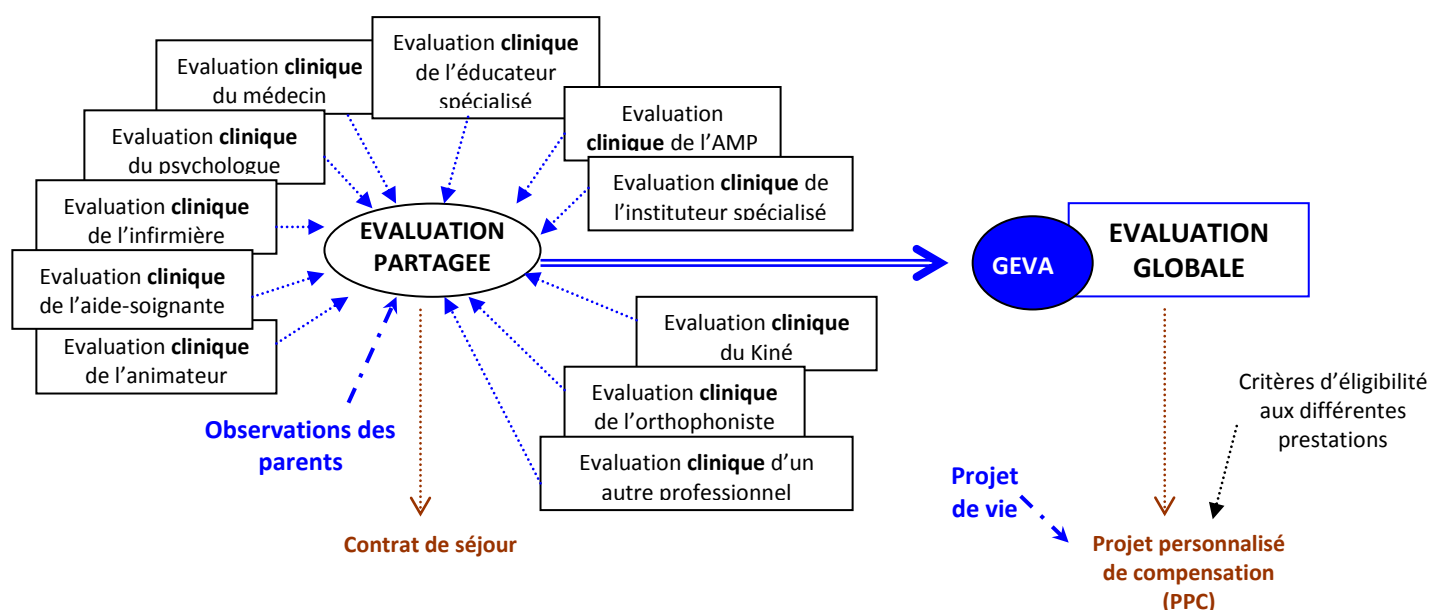 Evaluation clinique
du médecin
Evaluation clinique
de l’éducateur
spécialisé
Evaluation
clinique de l’AMP
Evaluation clinique
du psychologue
Evaluation clinique de
l’instituteur spécialisé
Evaluation clinique
de l’infirmière
EVALUATION
PARTAGEE
GEVA
EVALUATION
GLOBALE
Evaluation clinique
de l’aide-soignante
Evaluation clinique
de l’animateur
Evaluation clinique
du Kiné
Evaluation clinique
de l’orthophoniste
Evaluation clinique d’un
autre professionnel
Observations des
parents
Critères d’éligibilité
aux différentes
prestations
Projet
de vie
Contrat de séjour
Projet personnalisé
de compensation
(PPC)